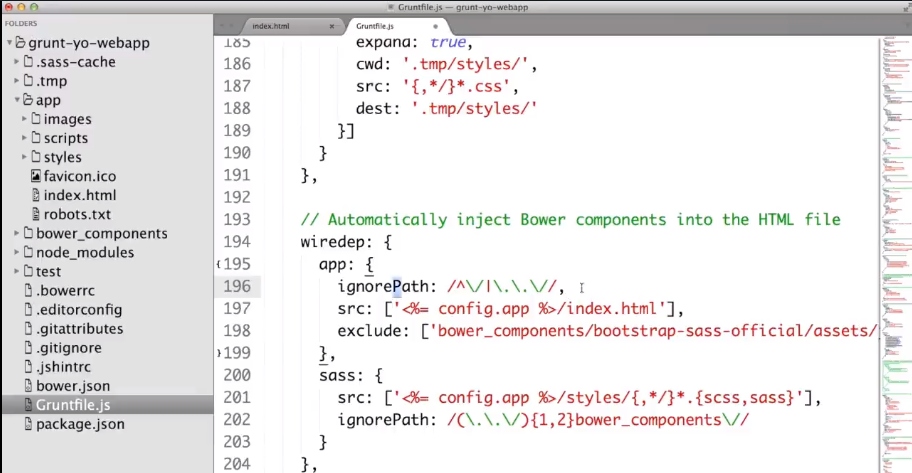 Gruntfile.js — grunt-yo-webapp
FOLDERS
grunt-yo-webapp
.sass-cache
.tmp
app
images
scripts
styles
favicon.ico
index.html
robots.txt
bower_components
node_modules
test
.bowerrc
.editorconfig
.gitattributes
.gitignore
.jshintrc
bower.json
Gruntfile.js
package.json
index.html
Gruntfile.js
185 expand: true,
186 cwd: '.tmp/styles/',
187 src: '{,*/}*.css',
188 dest: '.tmp/styles/'
189 }]
190 }
191 },
192
193 // Automatically inject Bower components into the HTML file
194 wiredep: {
195 app: {
196 ignorePath: /^\/|\.\.\//,
197 src: ['<%= config.app %>/index.html'],
198 exclude: ['bower_components/bootstrap-sass-official/assets/
199 },
200 sass: {
201 src: ['<%= config.app %>/styles/{,*/}*.{scss,sass}'],
202 ignorePath: /(\.\.\/){1,2}bower_components\//
203 }
204 },